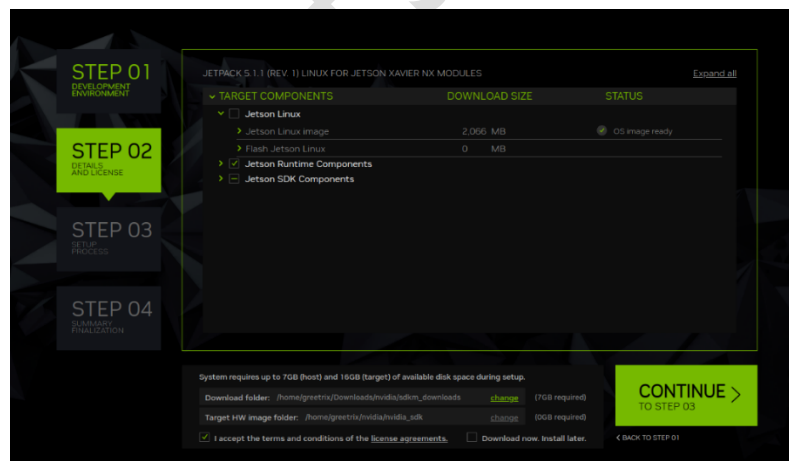 STEP 01
DEVELOPMENT
ENVIRONMENT
STEP 02
DETAILS
AND LICENSE
STEP 03
SETUP
PROCESS
STEP 04
SUMMARY
FINALIZATION
JETPACK 5.1.1 (REV. 1) LINUX FOR JETSON XAVIER NX MODULES
Expand all
TARGET COMPONENTS DOWNLOAD SIZE STATUS
Jetson Linux
Jetson Linux image 2,066 MB OS image ready
Flash Jetson Linux 0 MB
Jetson Runtime Components
Jetson SDK Components
System requires up to 7GB (host) and 16GB (target) of available disk space during setup.
Download folder: /home/greetrix/Downloads/nvidia/sdkm_downloads change (7GB required)
Target HW image folder: /home/greetrix/nvidia/nvidia_sdk change (0GB required)
I accept the terms and conditions of the license agreements. Download now. Install later.
CONTINUE >
TO STEP 03
< BACK TO STEP 01